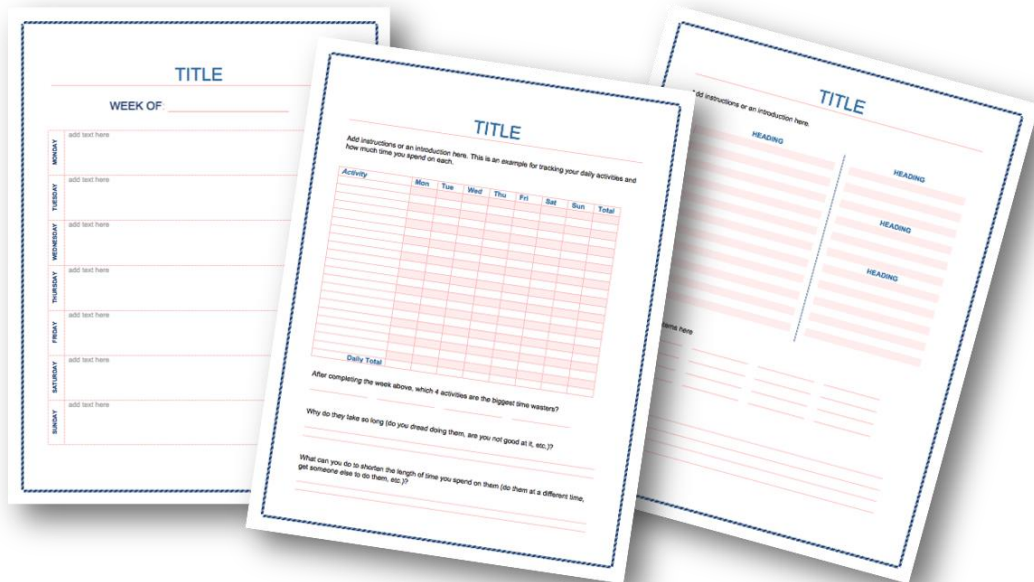 TITLE
WEEK OF:
MONDAY
add text here
TUESDAY
add text here
WEDNESDAY
add text here
THURSDAY
add text here
FRIDAY
add text here
SATURDAY
add text here
SUNDAY
add text here
TITLE
Add instructions or an introduction here. This is an example for tracking your daily activities and
how much time you spend on each.
Activity Mon Tue Wed Thu Fri Sat Sun Total
Daily Total
After completing the week above, which 4 activities are the biggest time wasters?
Why do they take so long (do you dread doing them, are you not good at it, etc.)?
What can you do to shorten the length of time you spend on them (do them at a different time,
get someone else to do them, etc.)?
TITLE
Add instructions or an introduction here.
HEADING
HEADING
HEADING
HEADING
here